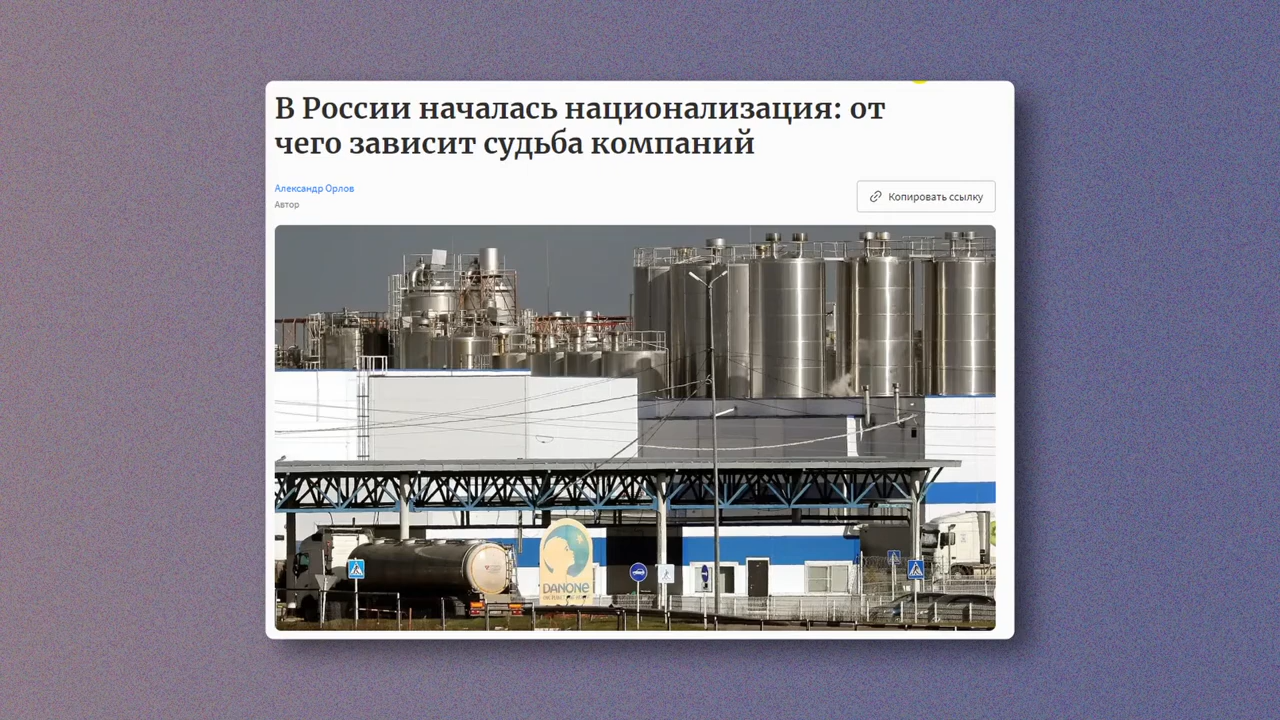 В России началась национализация: от
чего зависит судьба компаний
Александр Орлов
Автор
Копировать ссылку
DANONE